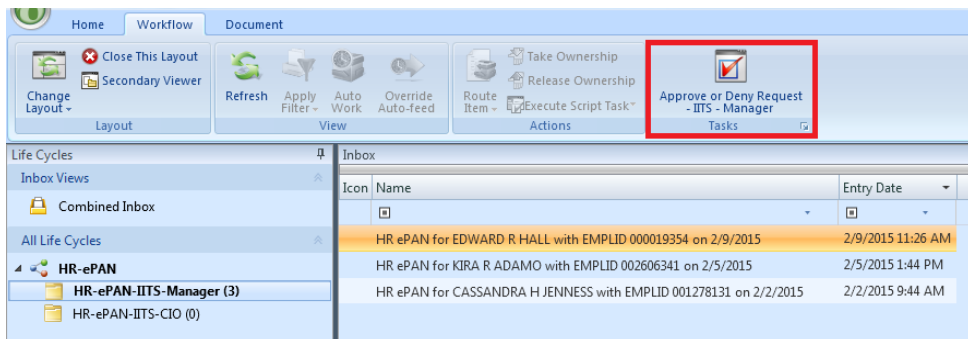 Home Workflow Document
Close This Layout
Secondary Viewer
Change
Layout
Layout
Refresh
Apply
Filter
Auto
Work
Override
Auto-feed
View
Route
Item
Take Ownership
Release Ownership
Execute Script Task
Actions
Approve or Deny Request
- IITS - Manager
Tasks
Life Cycles
Inbox Views
Combined Inbox
All Life Cycles
HR-ePAN
HR-ePAN-IITS-Manager (3)
HR-ePAN-IITS-CIO (0)
Inbox
Icon Name Entry Date
HR ePAN for EDWARD R HALL with EMPLID 000019354 on 2/9/2015 2/9/2015 11:26 AM
HR ePAN for KIRA R ADAMO with EMPLID 002606341 on 2/5/2015 2/5/2015 1:44 PM
HR ePAN for CASSANDRA H JENNESS with EMPLID 001278131 on 2/2/2015 2/2/2015 9:44 AM